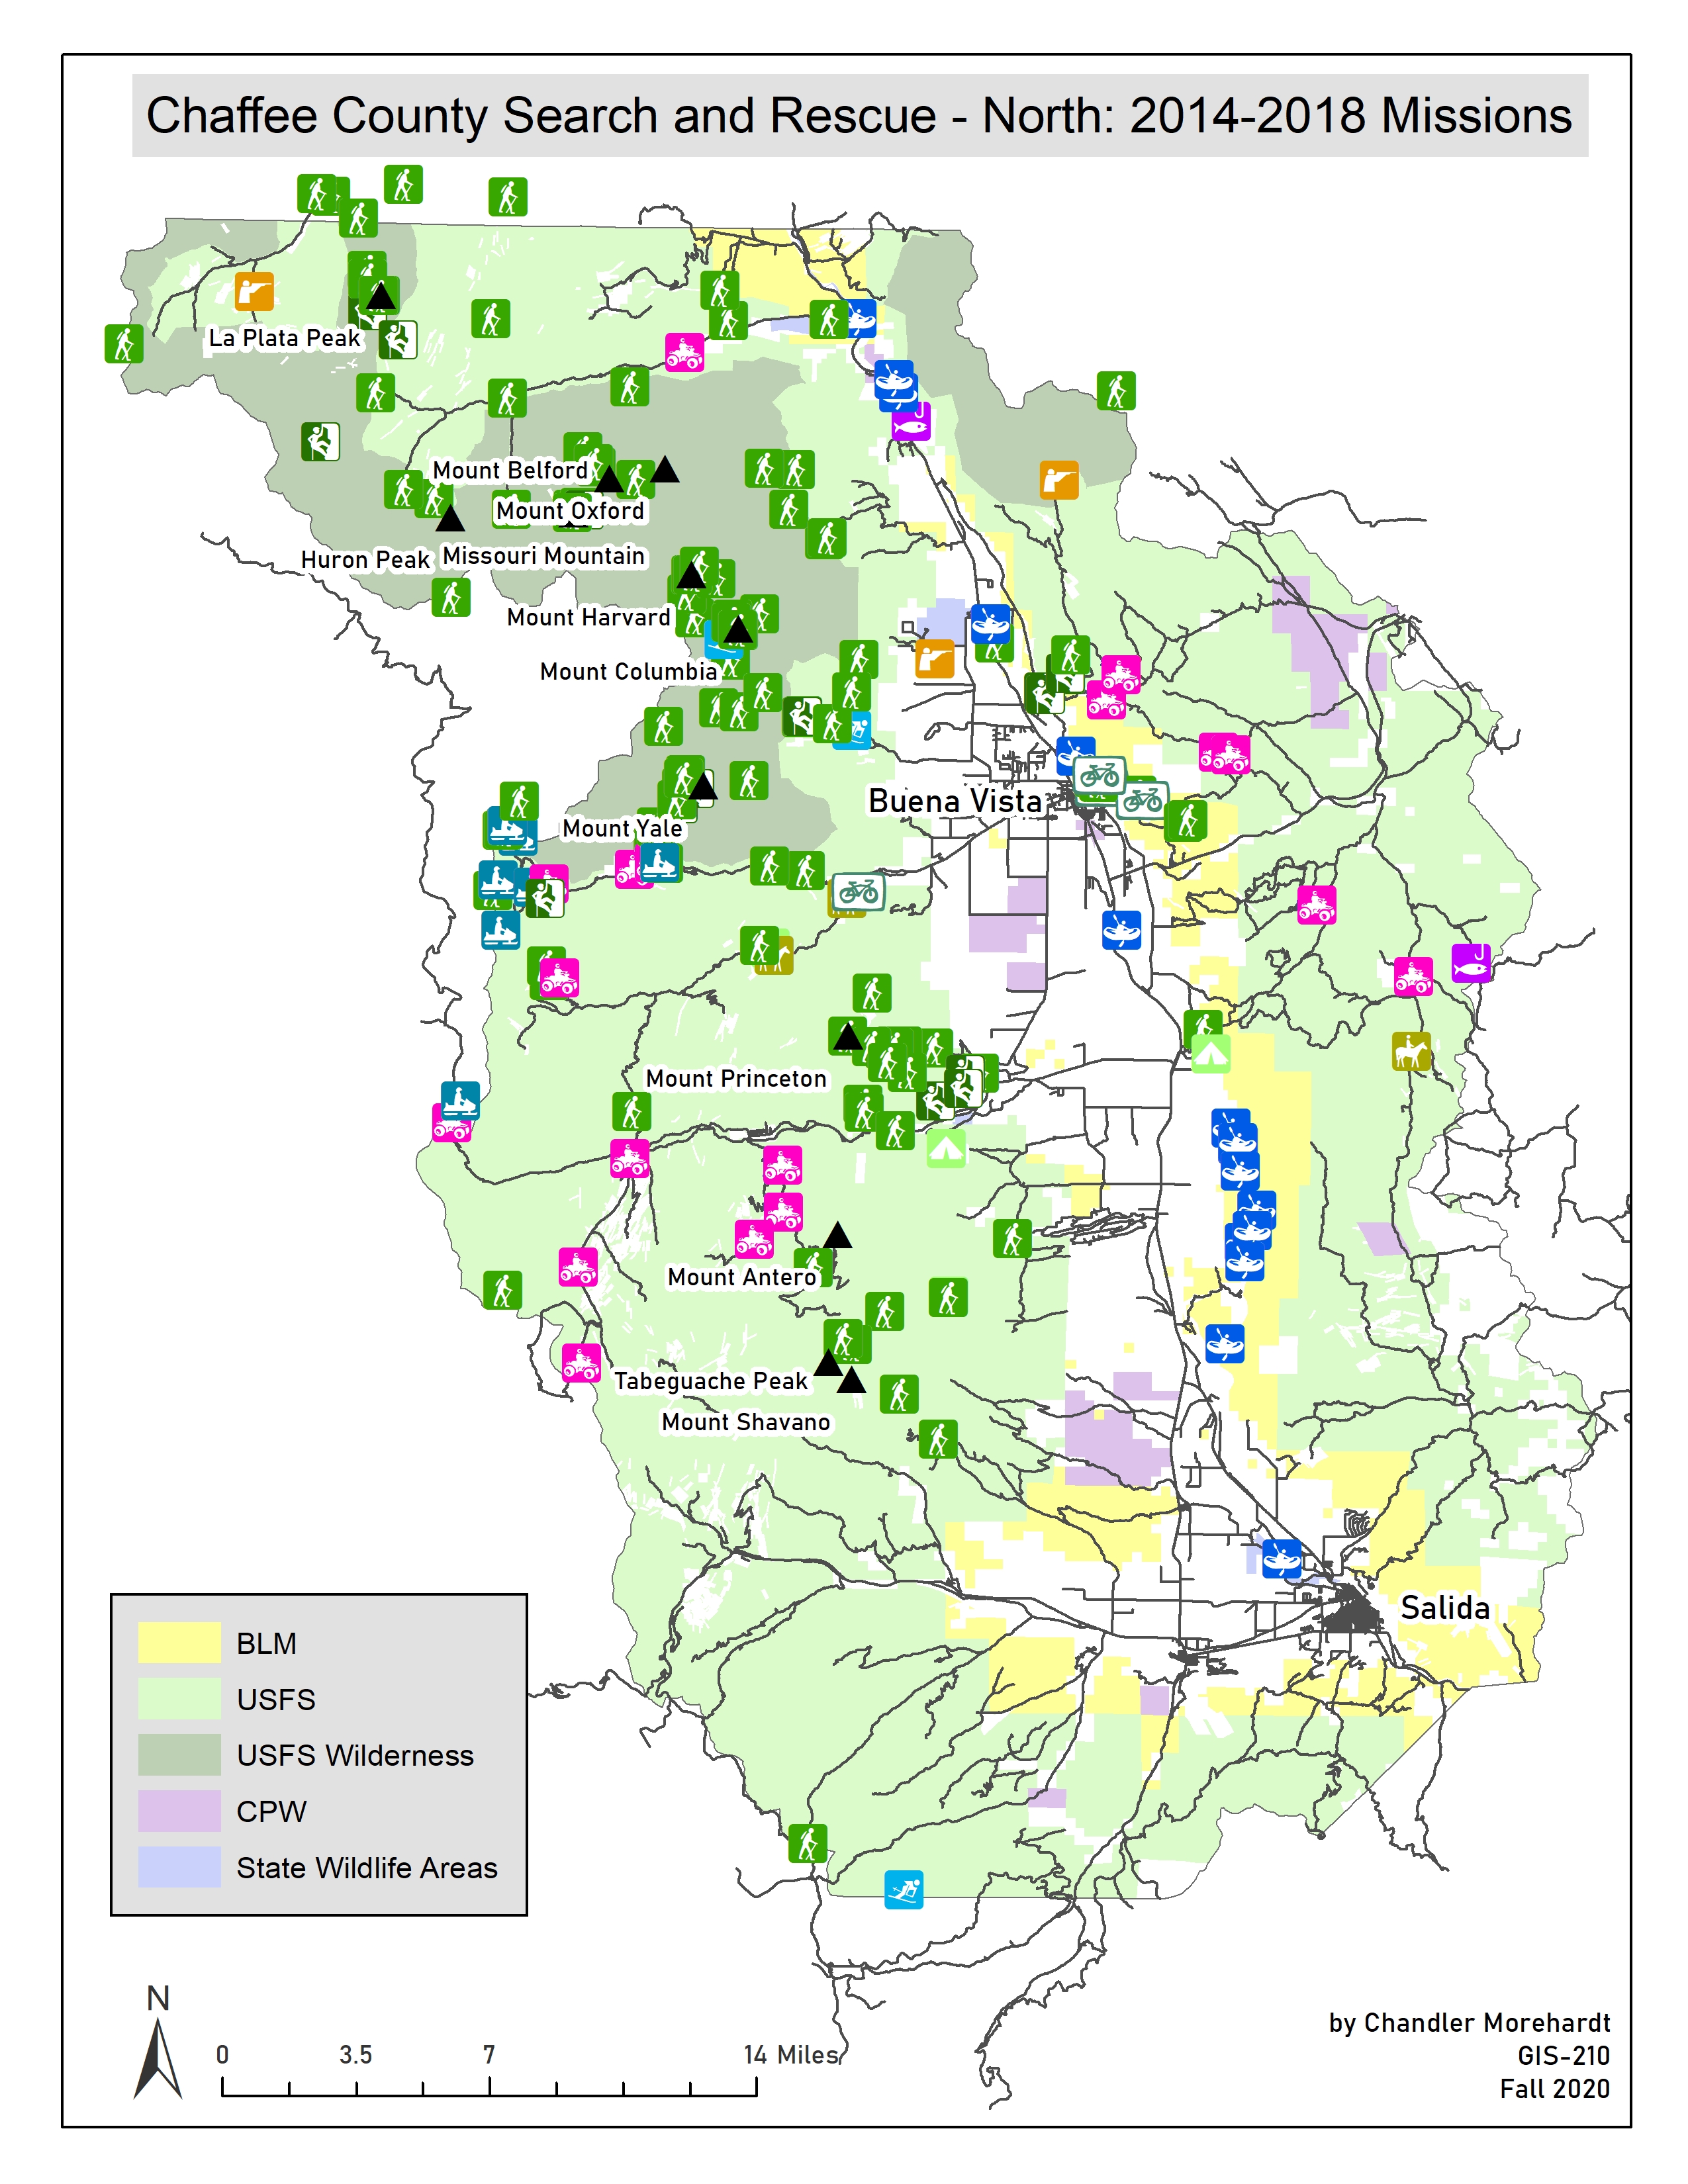 Chaffee County Search and Rescue - North: 2014-2018 Missions
La Plata Peak
Mount Belford
Mount Oxford
Huron Peak
Missouri Mountain
Mount Harvard
Mount Columbia
Buena Vista
Mount Yale
Mount Princeton
Mount Antero
Tabeguache Peak
Mount Shavano
Salida
BLM
USFS
USFS Wilderness
CPW
State Wildlife Areas
N
0 3.5 7 14 Miles
by Chandler Morehardt
GIS-210
Fall 2020